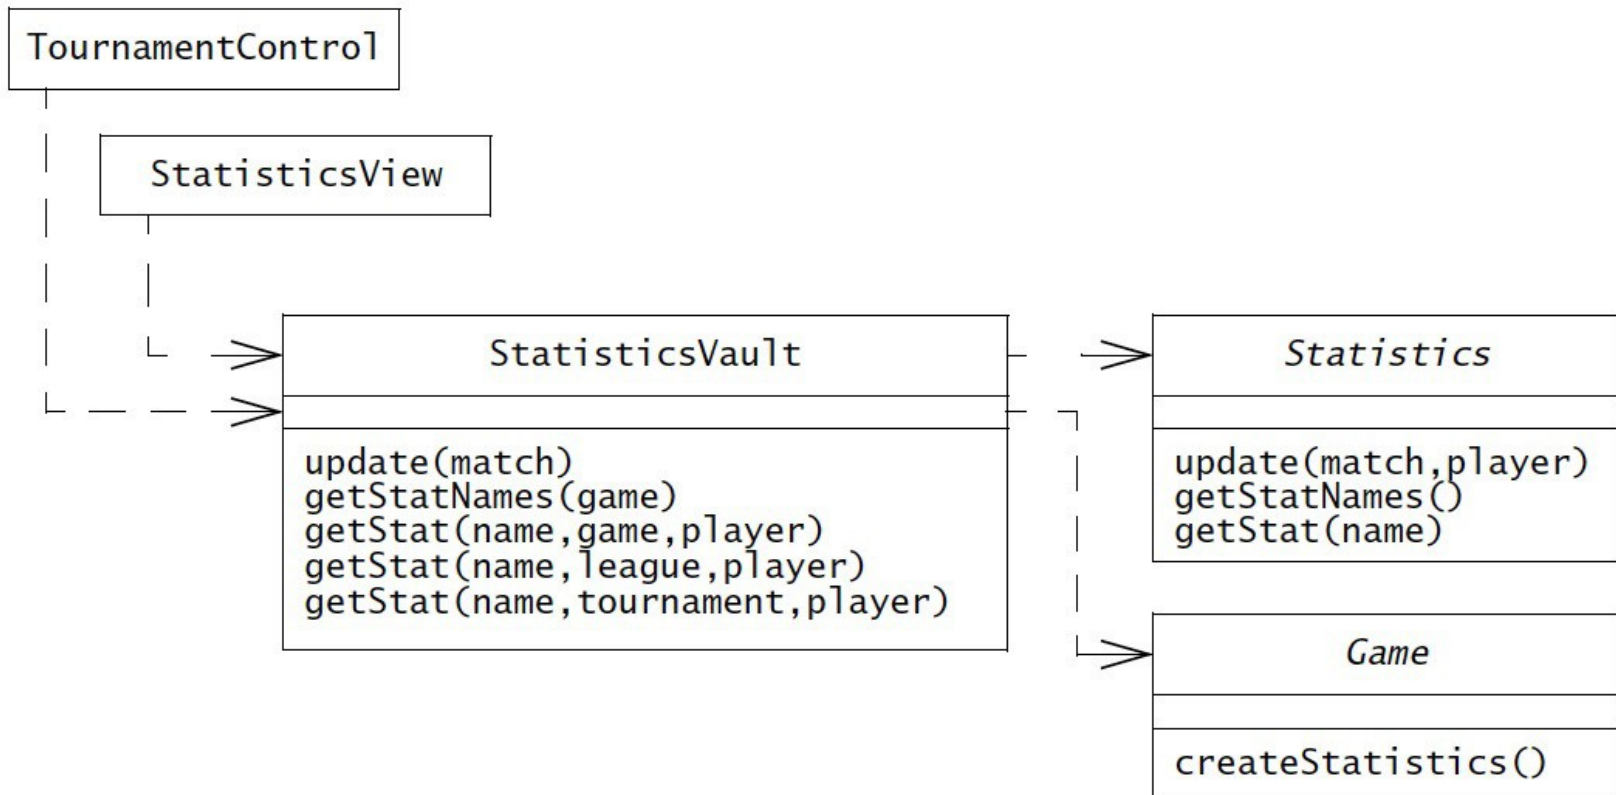 TournamentControl
StatisticsView
StatisticsVault
update(match)
getStatNames(game)
getStat(name,game,player)
getStat(name,league,player)
getStat(name,tournament,player)
Statistics
update(match,player)
getStatNames()
getStat(name)
Game
createStatistics()